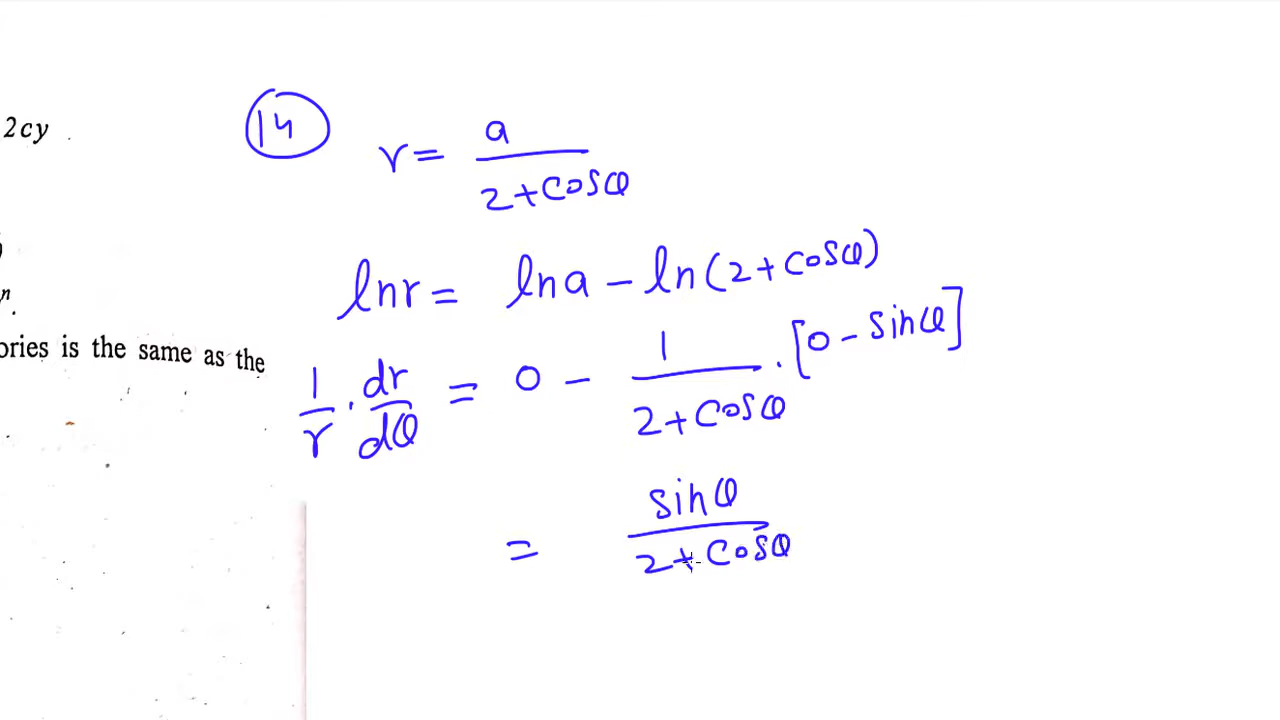 2cy .
14
r = a / (2 + cosθ)
ln r = ln a − ln(2 + cosθ)
n
.
ories is the same as the
1/r . dr/dθ = 0 − 1/(2 + cosθ) . [0 − sinθ]
= sinθ / (2 + cosθ)